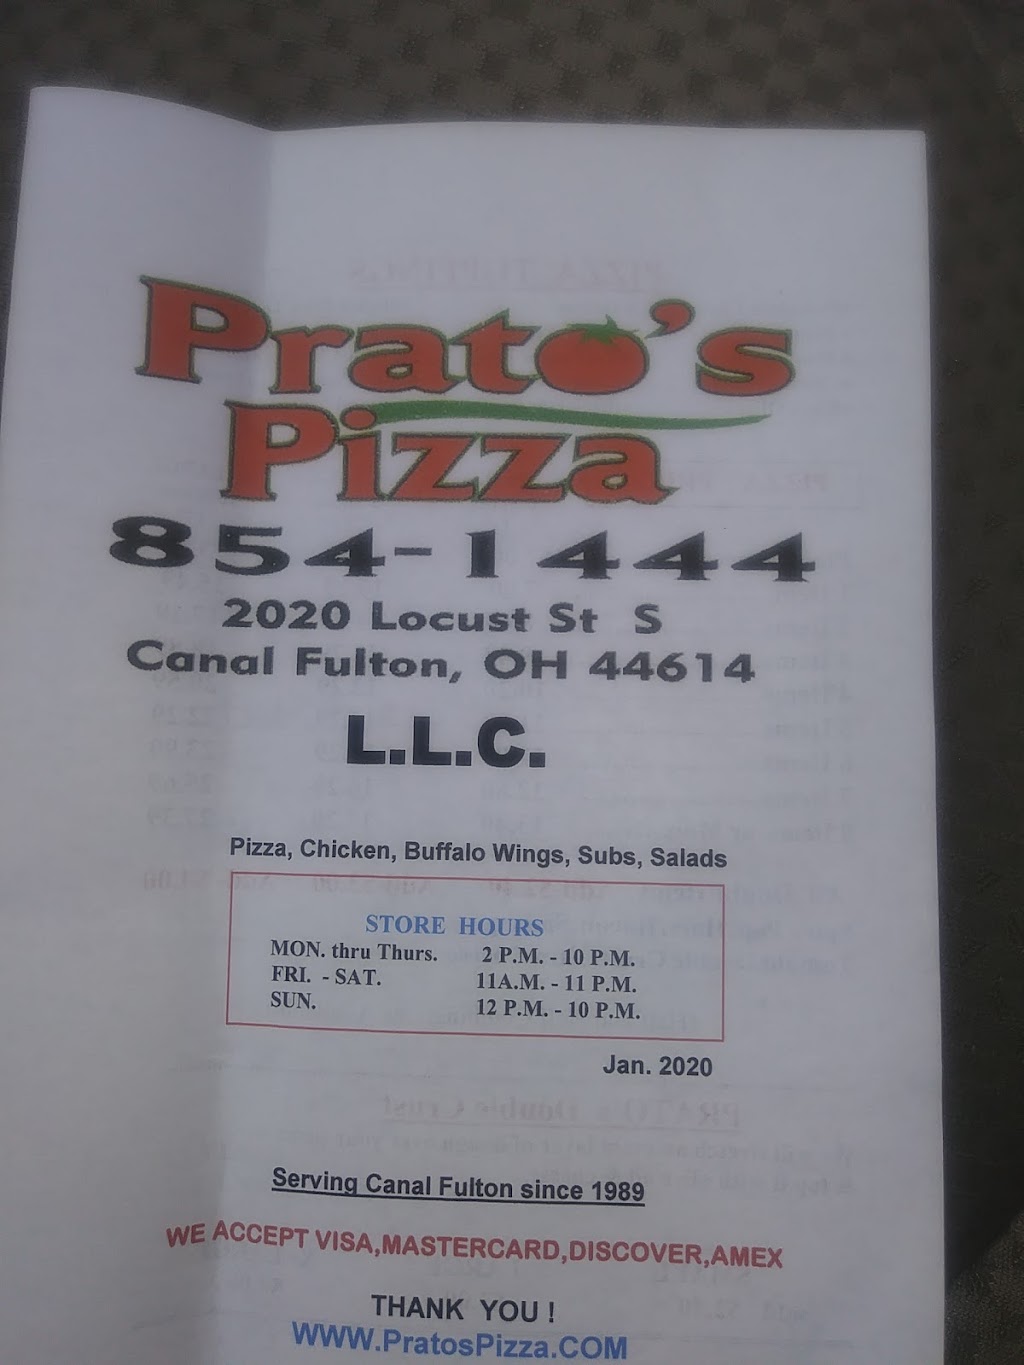 Prato's
Pizza
854-1444
2020 Locust St S
Canal Fulton, OH 44614
L.L.C.
Pizza, Chicken, Buffalo Wings, Subs, Salads
STORE HOURS
MON. thru Thurs. 2 P.M. - 10 P.M.
FRI. - SAT. 11A.M. - 11 P.M.
SUN. 12 P.M. - 10 P.M.
Jan. 2020
Serving Canal Fulton since 1989
WE ACCEPT VISA,MASTERCARD,DISCOVER,AMEX
THANK YOU !
WWW.PratosPizza.COM